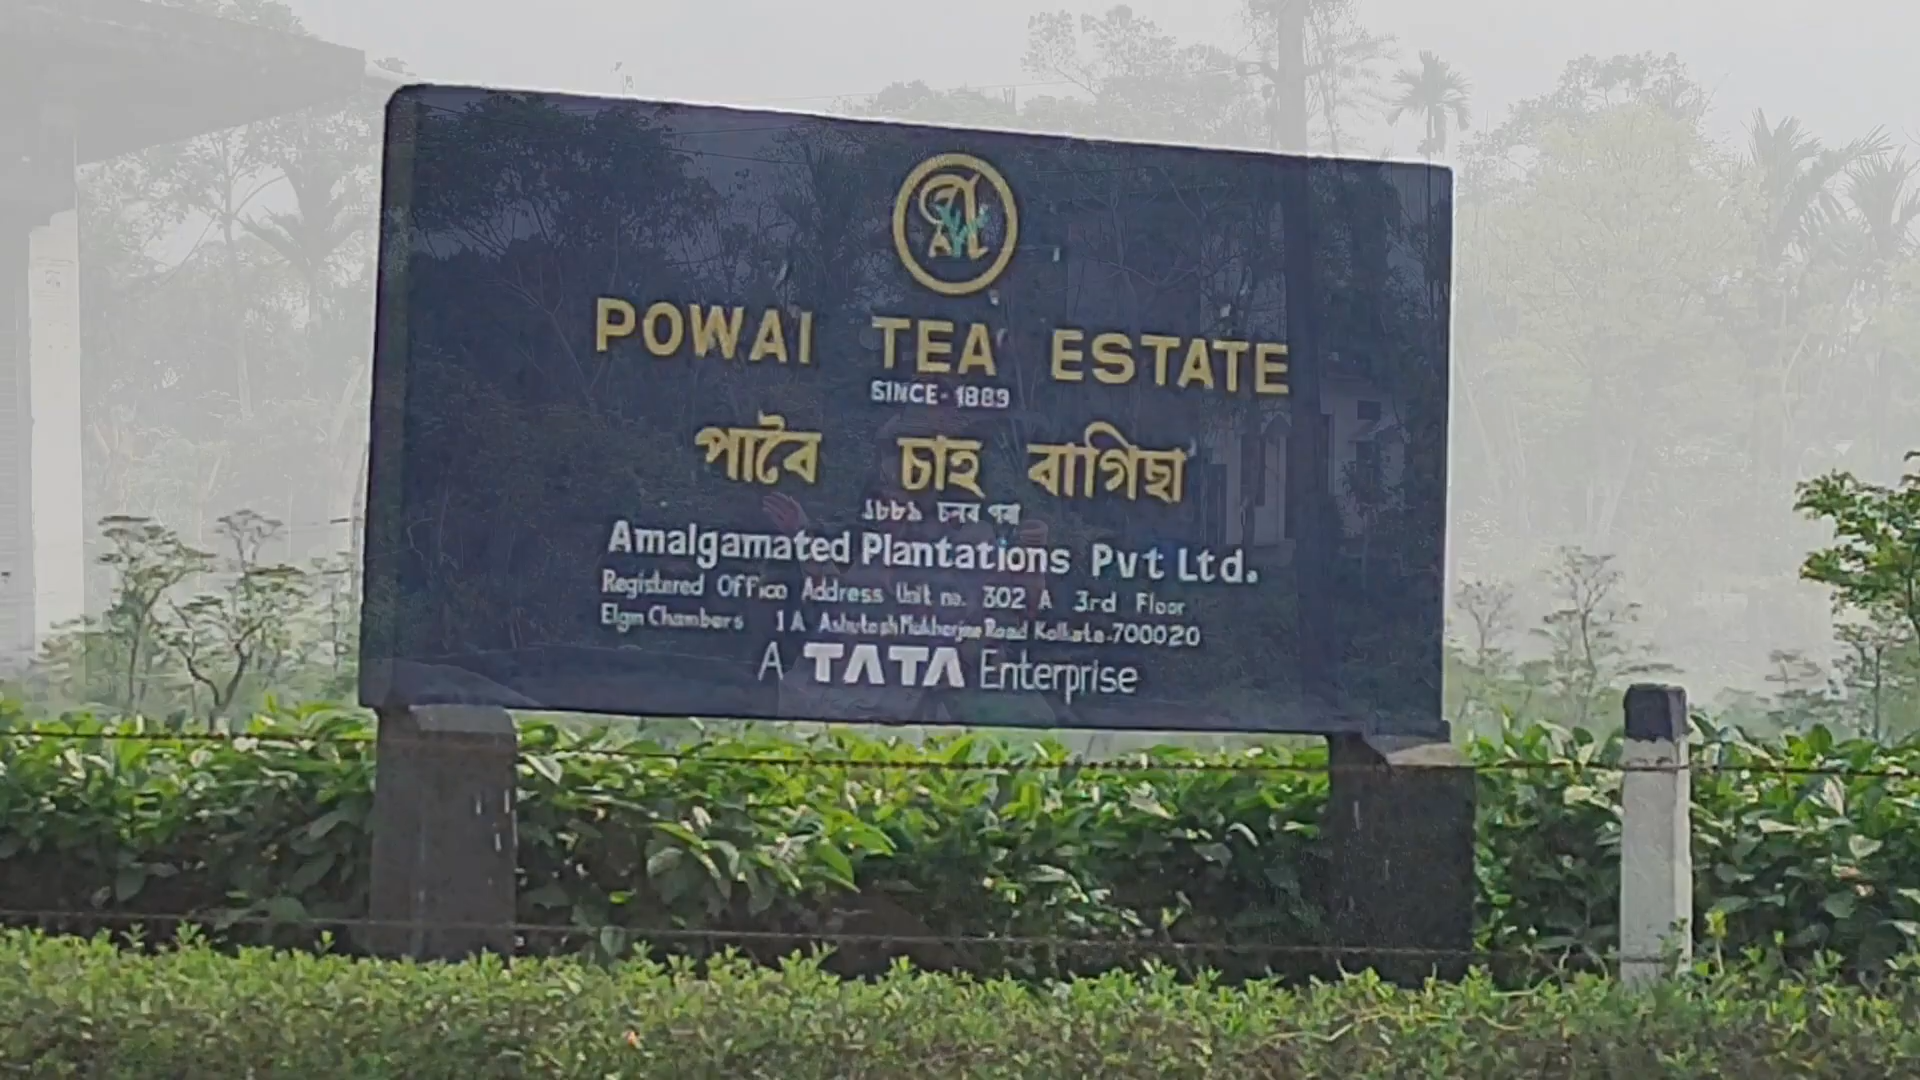 POWAI TEA ESTATE
SINCE-1889
পাবৈ চাহ বাগিছা
১৮৮৯ চনৰ পৰা
Amalgamated Plantations Pvt Ltd.
Registered Office Address Unit no. 302 A 3rd Floor
Elgin Chambers 1A Ashutosh Mukherjee Road Kolkata-700020
A TATA Enterprise